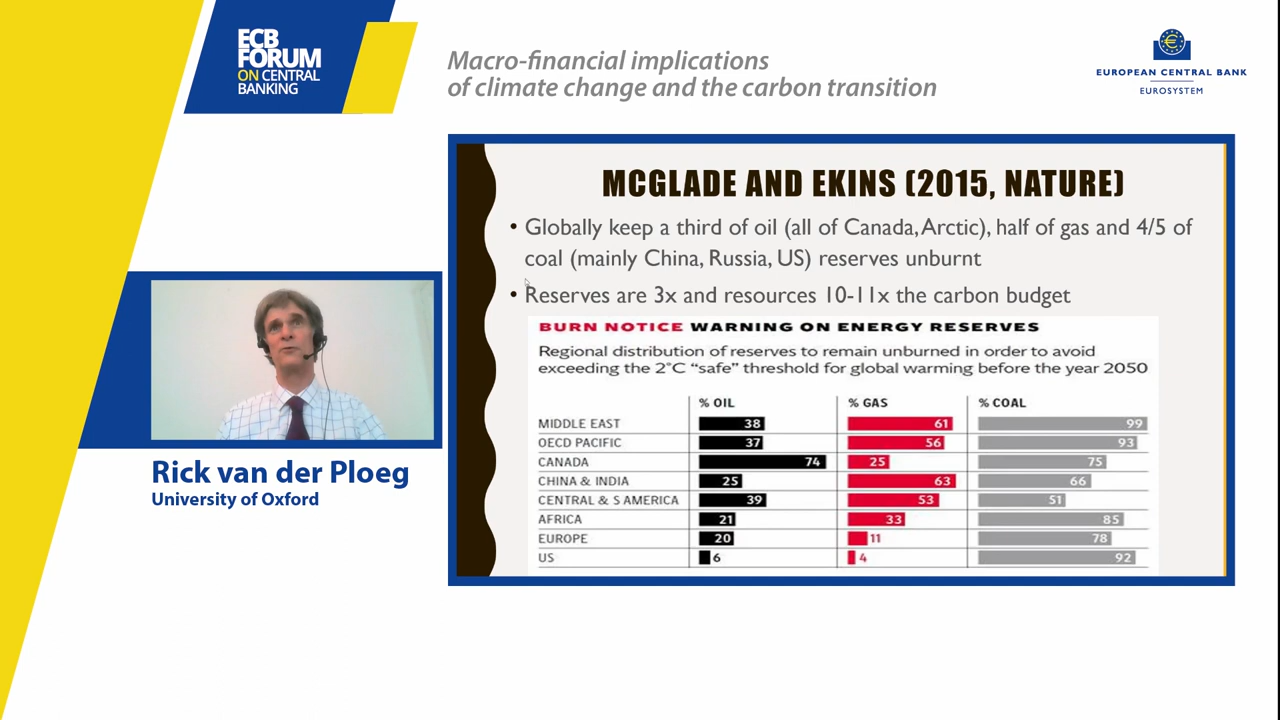 ECB
FORUM
ON CENTRAL
BANKING
Macro-financial implications
of climate change and the carbon transition
EUROPEAN CENTRAL BANK
EUROSYSTEM
Rick van der Ploeg
University of Oxford
MCGLADE AND EKINS (2015, NATURE)
• Globally keep a third of oil (all of Canada, Arctic), half of gas and 4/5 of
coal (mainly China, Russia, US) reserves unburnt
• Reserves are 3x and resources 10-11x the carbon budget
BURN NOTICE WARNING ON ENERGY RESERVES
Regional distribution of reserves to remain unburned in order to avoid
exceeding the 2°C “safe” threshold for global warming before the year 2050
% OIL % GAS % COAL
MIDDLE EAST 38 61 99
OECD PACIFIC 37 56 93
CANADA 74 25 75
CHINA & INDIA 25 63 66
CENTRAL & S AMERICA 39 53 51
AFRICA 21 33 85
EUROPE 20 11 78
US 6 4 92